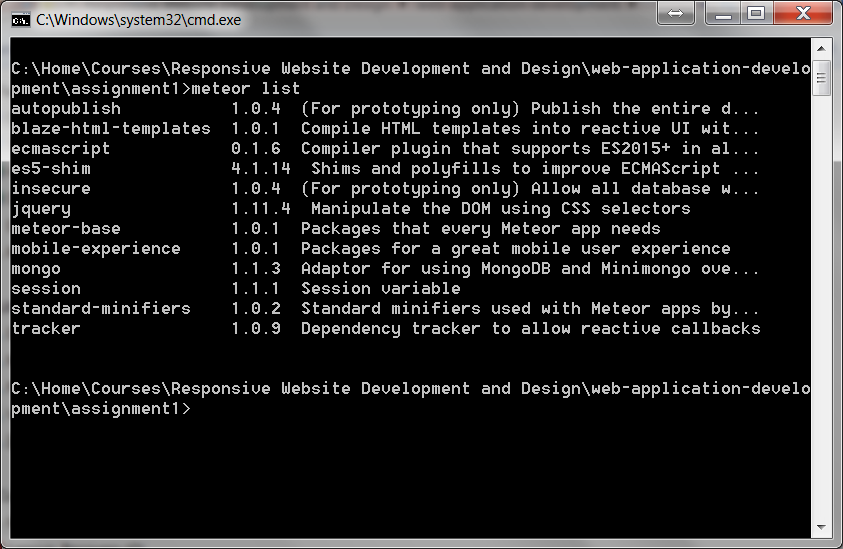 C:\Windows\system32\cmd.exe
C:\Home\Courses\Responsive Website Development and Design\web-application-develo
pment\assignment1>meteor list
autopublish           1.0.4  (For prototyping only) Publish the entire d...
blaze-html-templates  1.0.1  Compile HTML templates into reactive UI wit...
ecmascript            0.1.6  Compiler plugin that supports ES2015+ in al...
es5-shim              4.1.14  Shims and polyfills to improve ECMAScript ...
insecure              1.0.4  (For prototyping only) Allow all database w...
jquery                1.11.4  Manipulate the DOM using CSS selectors
meteor-base           1.0.1  Packages that every Meteor app needs
mobile-experience     1.0.1  Packages for a great mobile user experience
mongo                 1.1.3  Adaptor for using MongoDB and Minimongo ove...
session               1.1.1  Session variable
standard-minifiers    1.0.2  Standard minifiers used with Meteor apps by...
tracker               1.0.9  Dependency tracker to allow reactive callbacks
C:\Home\Courses\Responsive Website Development and Design\web-application-develo
pment\assignment1>